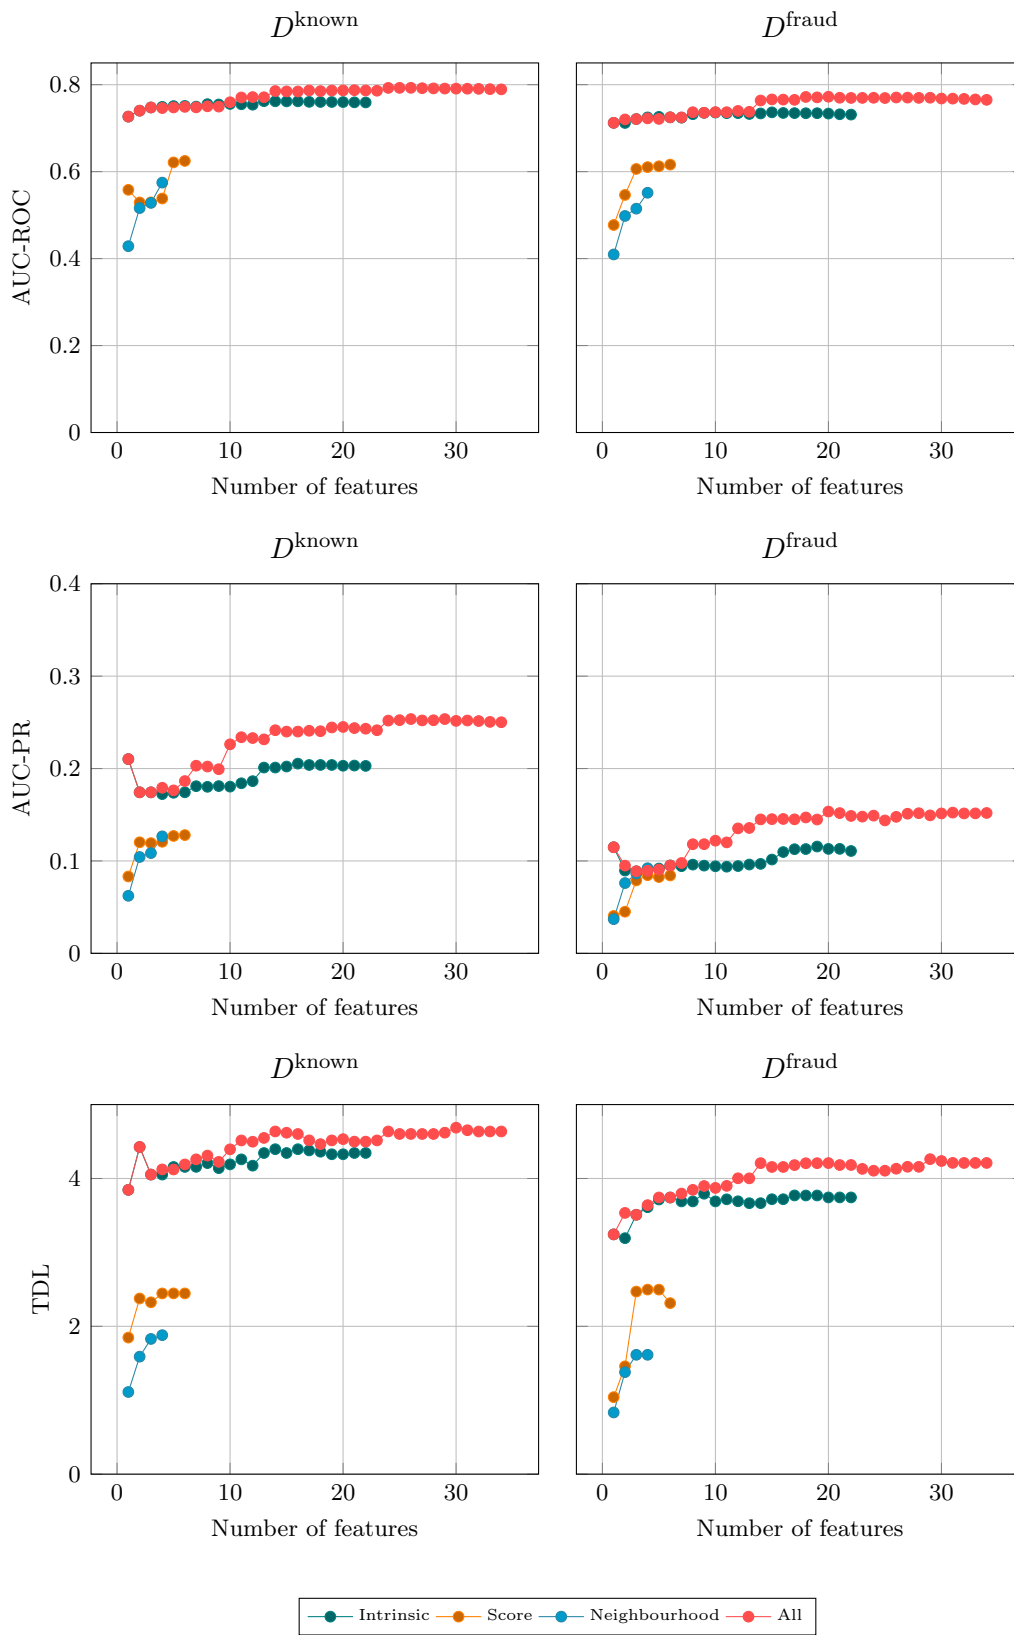 D^known D^fraud
0.8
0.6
0.4
0.2
0
AUC-ROC
0 10 20 30 0 10 20 30
Number of features Number of features
D^known D^fraud
0.4
0.3
0.2
0.1
0
AUC-PR
0 10 20 30 0 10 20 30
Number of features Number of features
D^known D^fraud
4
2
0
TDL
0 10 20 30 0 10 20 30
Number of features Number of features
Intrinsic Score Neighbourhood All